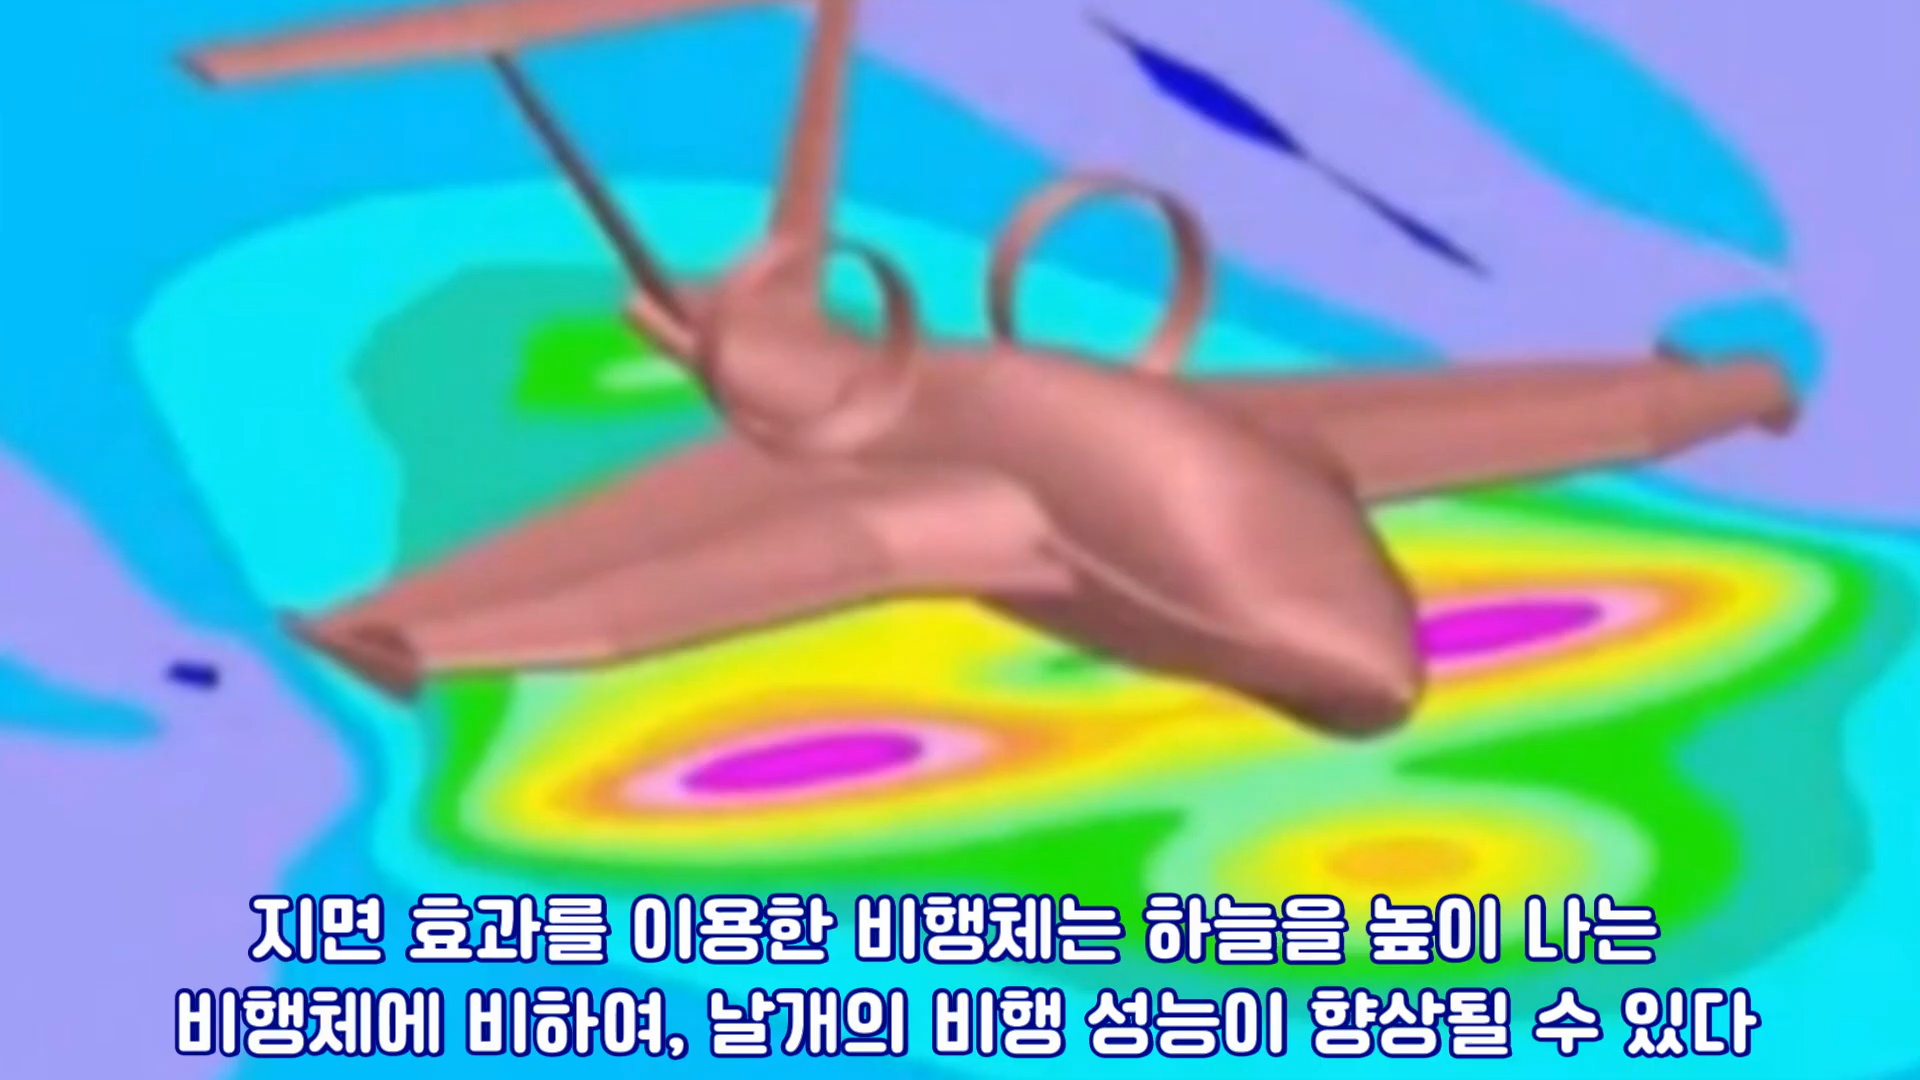 지면 효과를 이용한 비행체는 하늘을 높이 나는
비행체에 비하여, 날개의 비행 성능이 향상될 수 있다